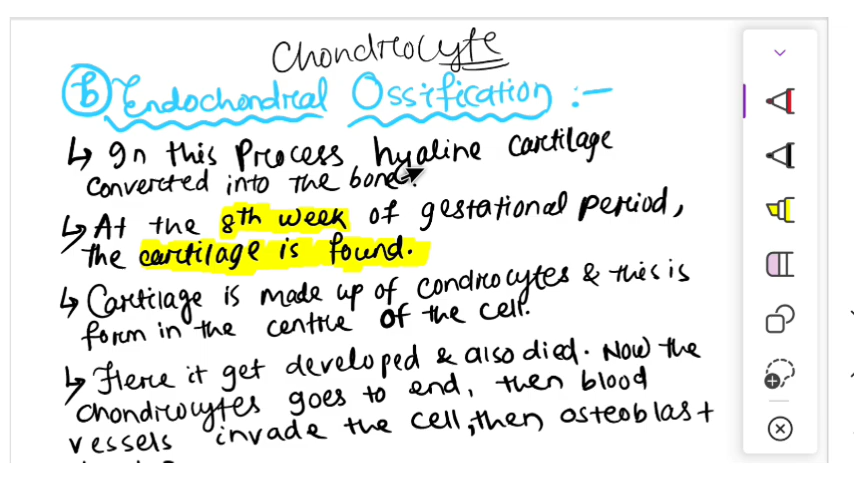 Chondrocyte
b) Endochondrial Ossification :-
↳ In this Process, hyaline cartilage
converted into the bone.
↳ At the 8th week of gestational period,
the cartilage is found.
↳ Cartilage is made up of condrocytes & this is
form in the centre of the cell.
↳ Here it get developed & also died. Now the
chondrocytes goes to end, then blood
vessels invade the cell, then osteoblast